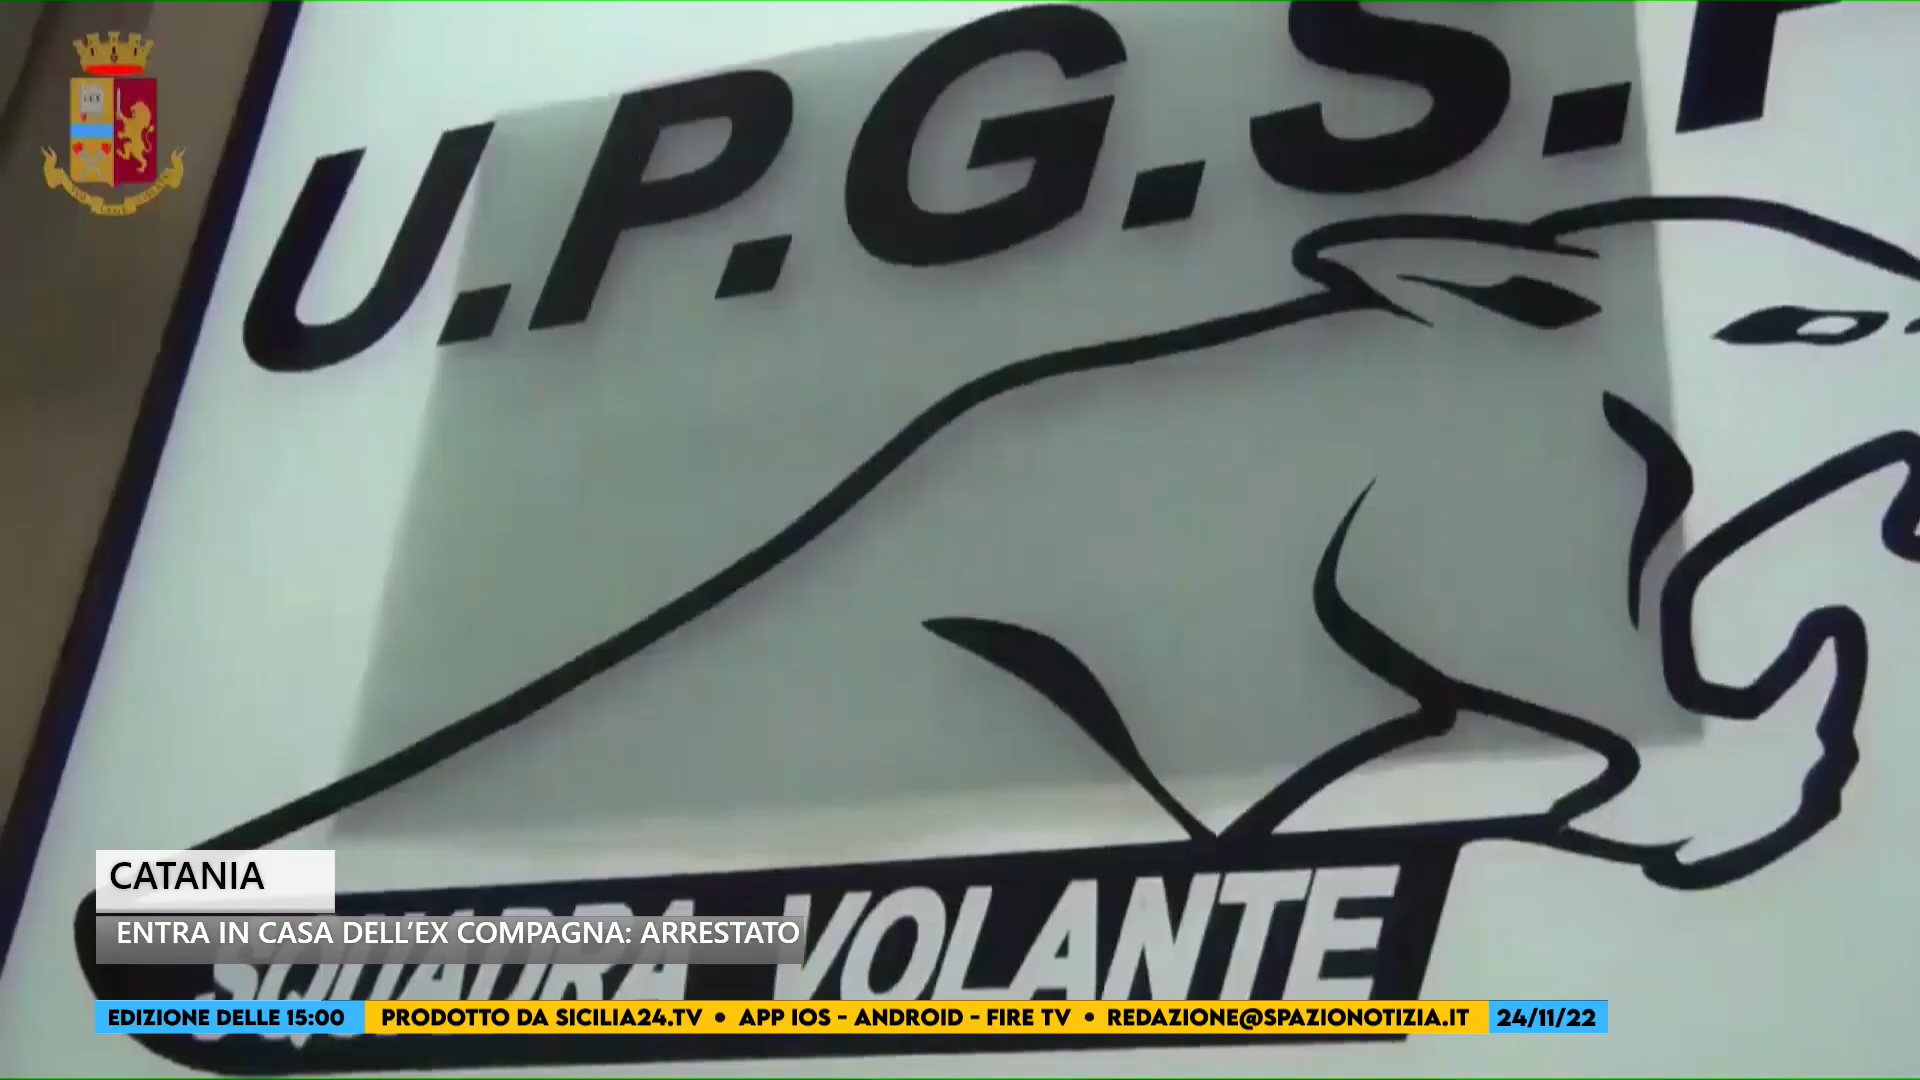 U.P.G.S.P
CATANIA
ENTRA IN CASA DELL'EX COMPAGNA: ARRESTATO
SQUADRA VOLANTE
EDIZIONE DELLE 15:00 PRODOTTO DA SICILIA24.TV • APP IOS - ANDROID - FIRE TV • REDAZIONE@SPAZIONOTIZIA.IT 24/11/22